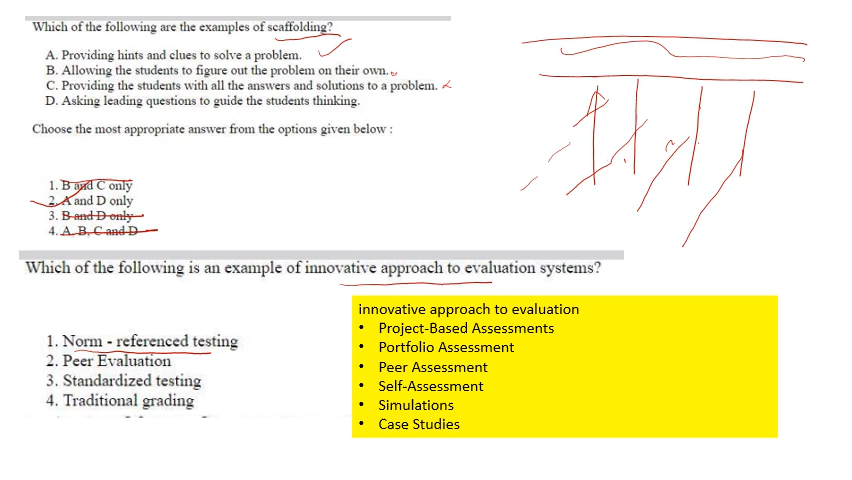 Which of the following are the examples of scaffolding?
A. Providing hints and clues to solve a problem.
B. Allowing the students to figure out the problem on their own.
C. Providing the students with all the answers and solutions to a problem.
D. Asking leading questions to guide the students thinking.
Choose the most appropriate answer from the options given below :
1. B and C only
2. A and D only
3. B and D only
4. A, B, C and D
Which of the following is an example of innovative approach to evaluation systems?
1. Norm - referenced testing
2. Peer Evaluation
3. Standardized testing
4. Traditional grading
innovative approach to evaluation
• Project-Based Assessments
• Portfolio Assessment
• Peer Assessment
• Self-Assessment
• Simulations
• Case Studies